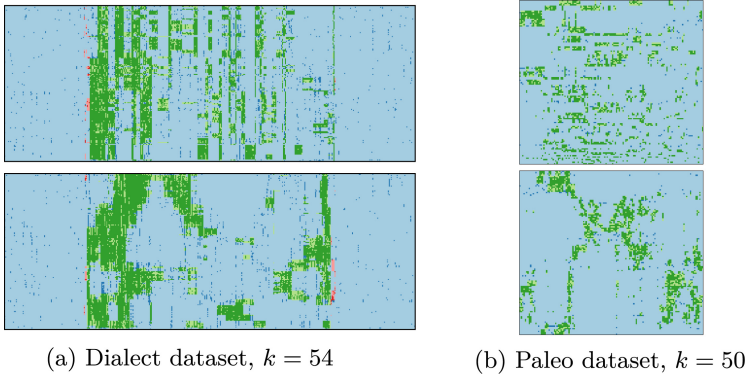 (a) Dialect dataset, k = 54
(b) Paleo dataset, k = 50